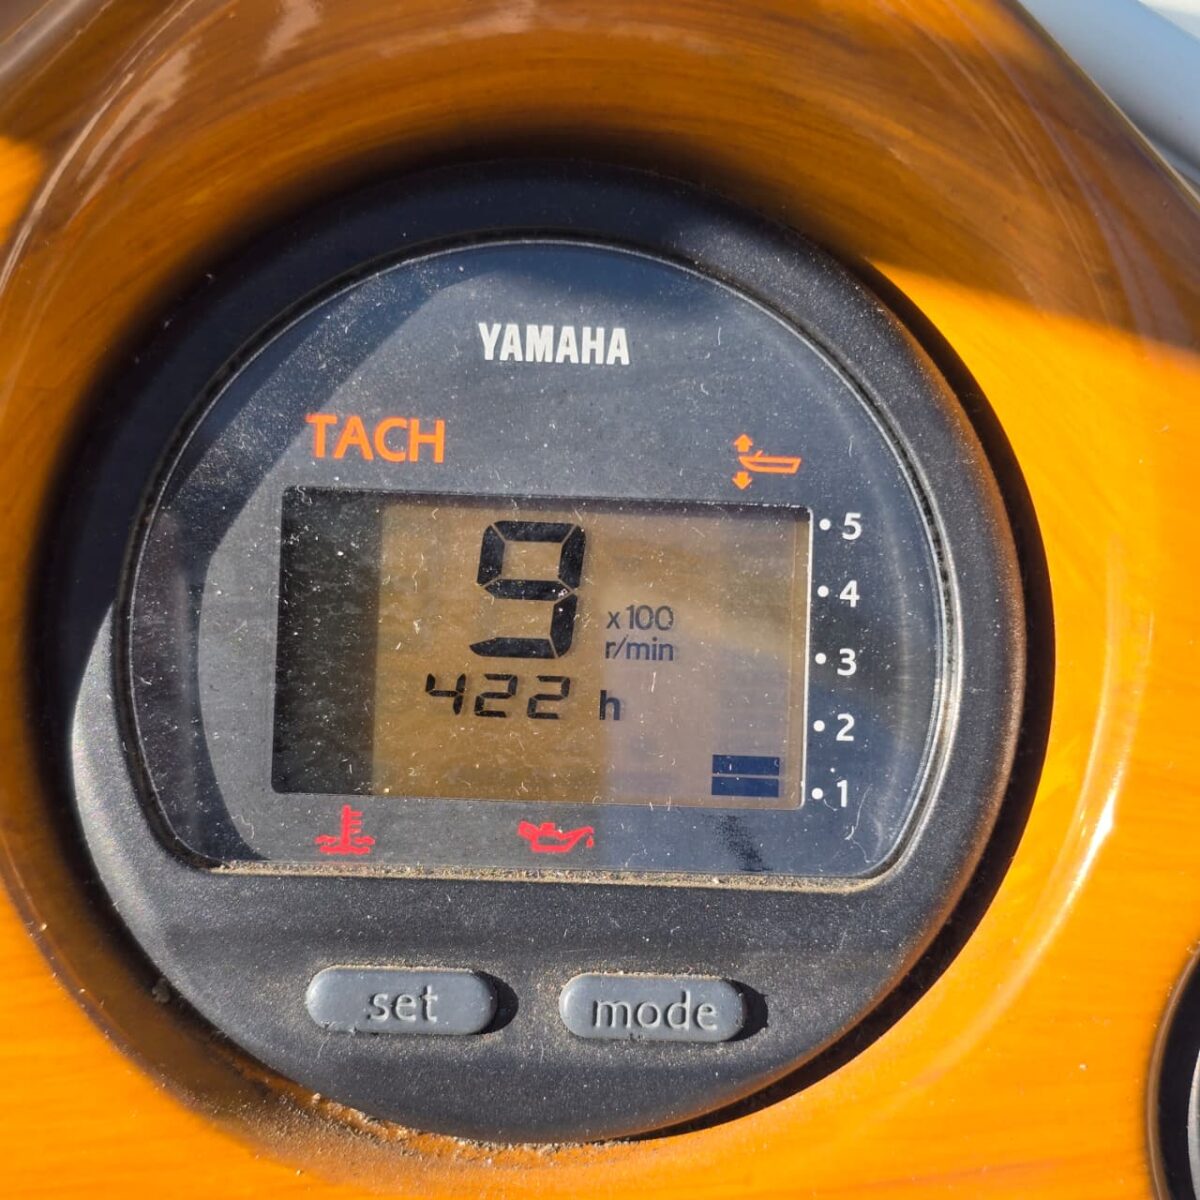 YAMAHA
TACH
9 x100 r/min
422 h
5
4
3
2
1
set
mode